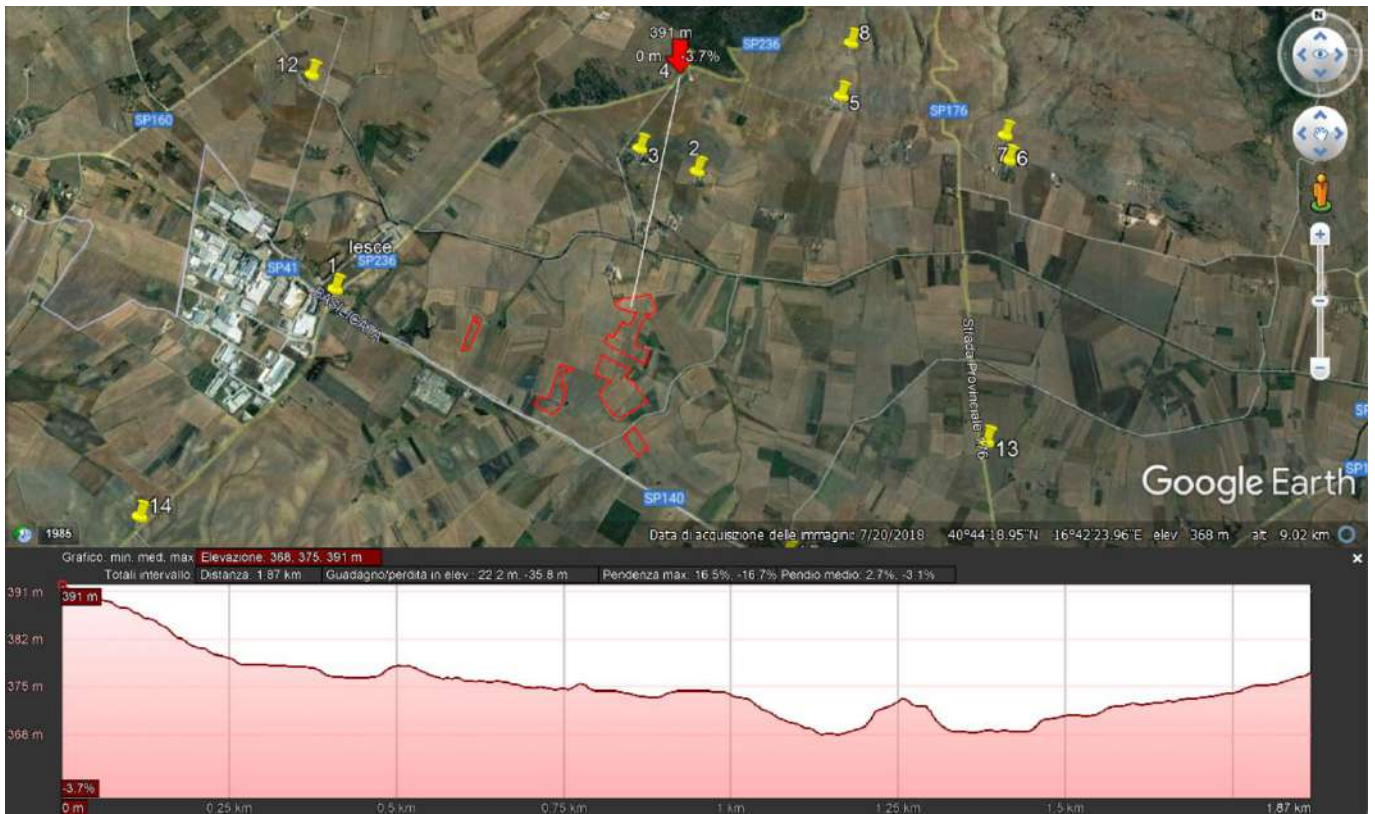 N
391 m
0 m -3.7%
4
SP236
8
12
5
SP160
SP176
3
2
7
6
Iesce
SP236
SP41
1
BASILICATA
Strada Provinciale 176
13
14
SP140
Google Earth
1985
Data di acquisizione delle immagini: 7/20/2018 40°44'18.95"N 16°42'23.96"E elev 368 m alt 9.02 km
Grafico: min. med. max Elevazione: 368, 375, 391 m
Totali intervallo: Distanza: 1.87 km Guadagno/perdita in elev.: 22.2 m, -35.8 m Pendenza max: 16.5%, -16.7% Pendio medio: 2.7%, -3.1%
391 m
391 m
382 m
375 m
368 m
-3.7%
0 m 0.25 km 0.5 km 0.75 km 1 km 1.25 km 1.5 km 1.87 km